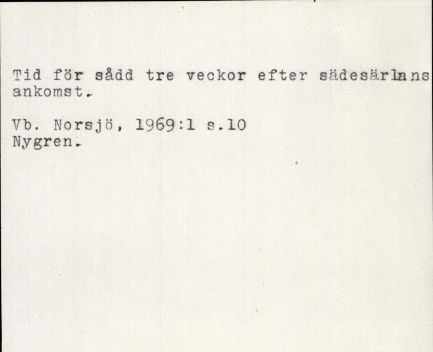 Tid för sådd tre veckor efter sädesärlans
ankomst.
Vb. Norsjö, 1969:1 s.10
Nygren.